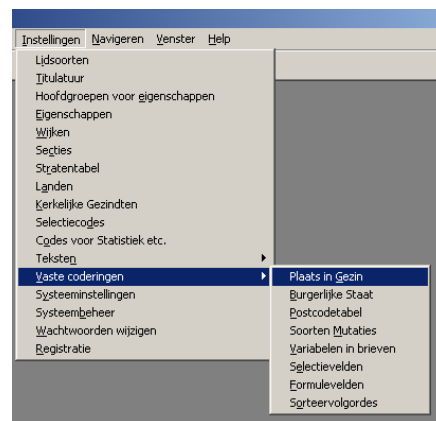 Instellingen Navigeren Venster Help
Lidsoorten
Titulatuur
Hoofdgroepen voor eigenschappen
Eigenschappen
Wijken
Secties
Stratentabel
Landen
Kerkelijke Gezindten
Selectiecodes
Codes voor Statistiek etc.
Teksten
Vaste coderingen
Systeeminstellingen
Systeembeheer
Wachtwoorden wijzigen
Registratie
Plaats in Gezin
Burgerlijke Staat
Postcodetabel
Soorten Mutaties
Variabelen in brieven
Selectievelden
Formulevelden
Sorteervolgordes